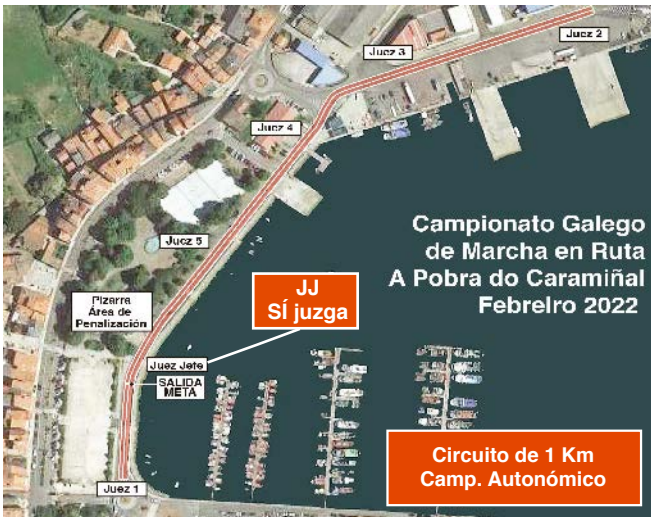 Juez 2
Juez 3
Juez 4
Juez 5
Campionato Galego
de Marcha en Ruta
A Pobra do Caramiñal
Febreiro 2022
JJ
SÍ juzga
Pizarra
Área de
Penalización
Juez Jefe
SALIDA
META
Circuito de 1 Km
Camp. Autonómico
Juez 1